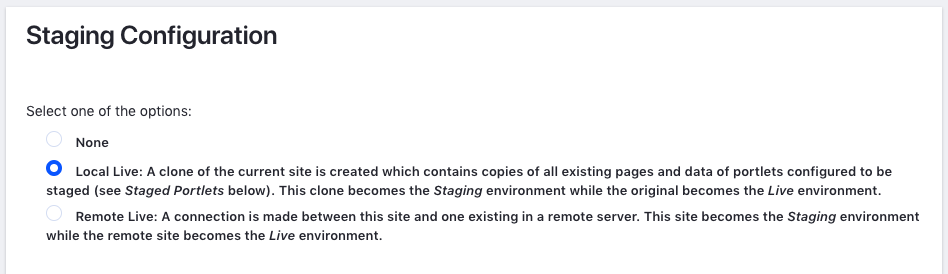 Staging Configuration
Select one of the options:
None
Local Live: A clone of the current site is created which contains copies of all existing pages and data of portlets configured to be
staged (see Staged Portlets below). This clone becomes the Staging environment while the original becomes the Live environment.
Remote Live: A connection is made between this site and one existing in a remote server. This site becomes the Staging environment
while the remote site becomes the Live environment.